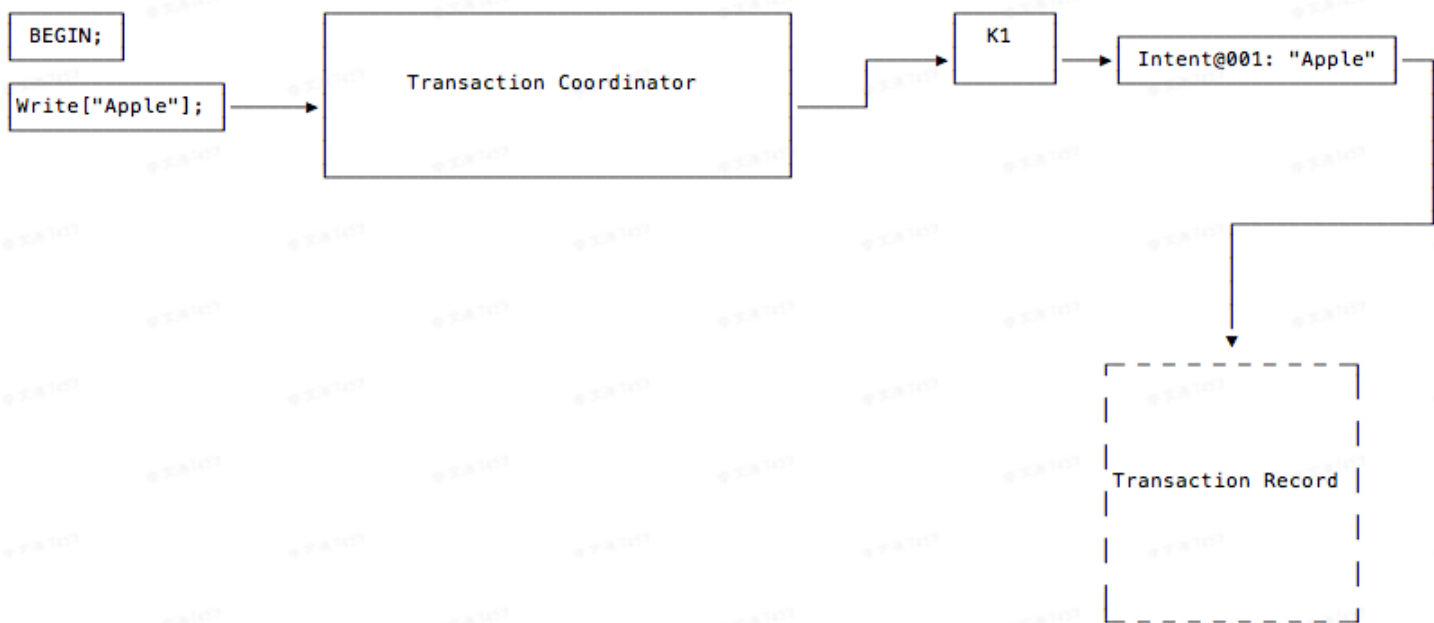 BEGIN;
Write["Apple"];
Transaction Coordinator
K1
Intent@001: "Apple"
Transaction Record